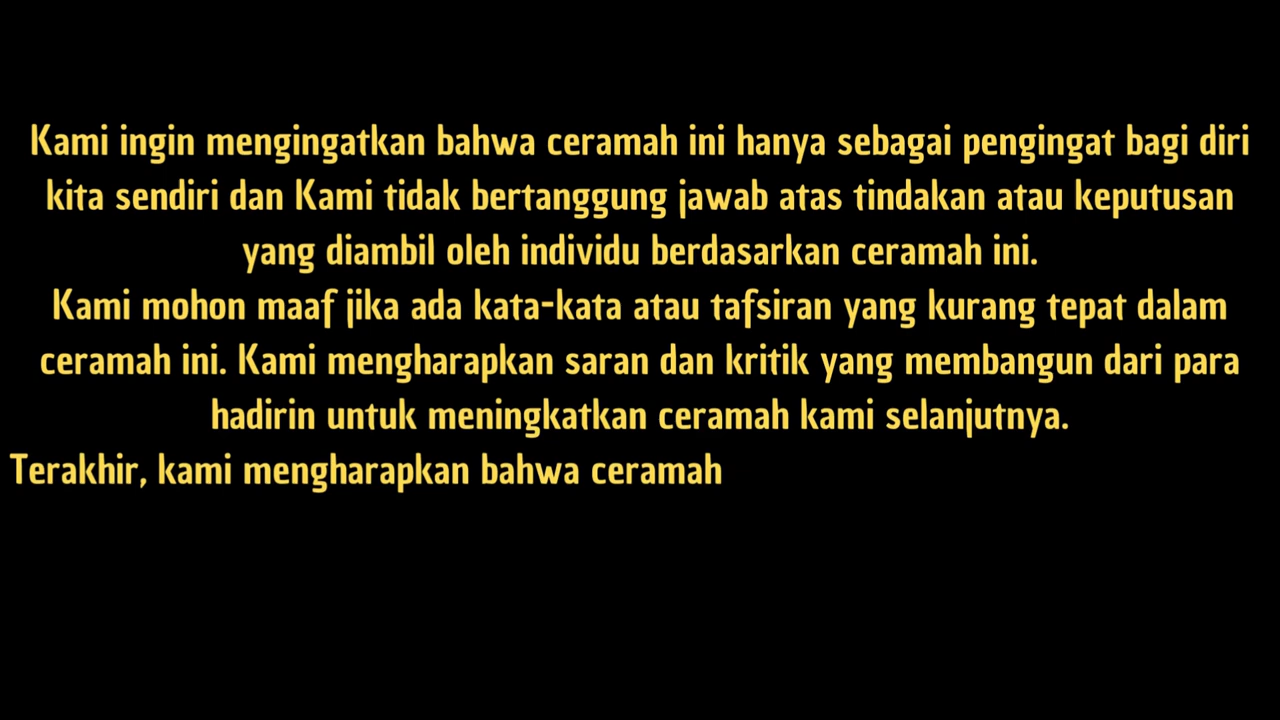 Kami ingin mengingatkan bahwa ceramah ini hanya sebagai pengingat bagi diri
kita sendiri dan Kami tidak bertanggung jawab atas tindakan atau keputusan
yang diambil oleh individu berdasarkan ceramah ini.
Kami mohon maaf jika ada kata-kata atau tafsiran yang kurang tepat dalam
ceramah ini. Kami mengharapkan saran dan kritik yang membangun dari para
hadirin untuk meningkatkan ceramah kami selanjutnya.
Terakhir, kami mengharapkan bahwa ceramah